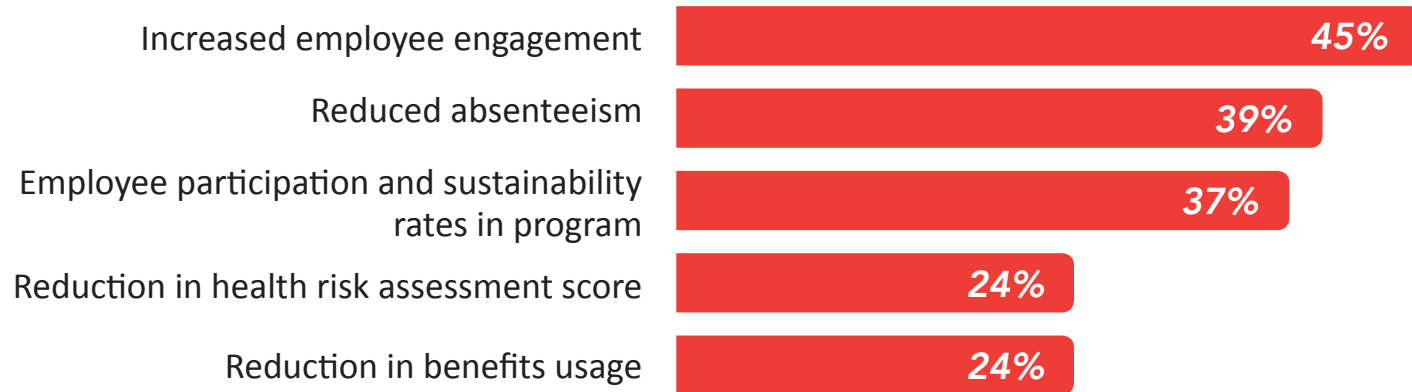 Increased employee engagement 45%
Reduced absenteeism 39%
Employee participation and sustainability
rates in program 37%
Reduction in health risk assessment score 24%
Reduction in benefits usage 24%